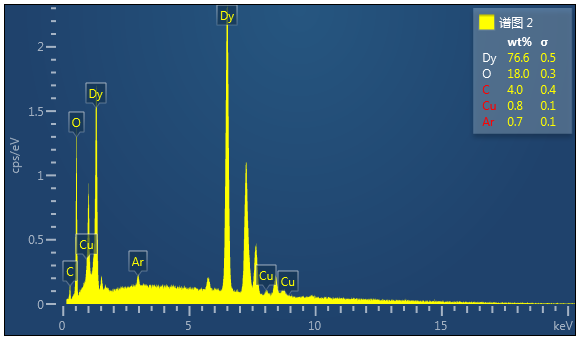 谱图 2
wt% σ
Dy 76.6 0.5
O 18.0 0.3
C 4.0 0.4
Cu 0.8 0.1
Ar 0.7 0.1
cps/eV
2
1.5
1
0.5
0
Dy
Dy
O
Cu
C
Ar
Cu
Cu
0 5 10 15 keV